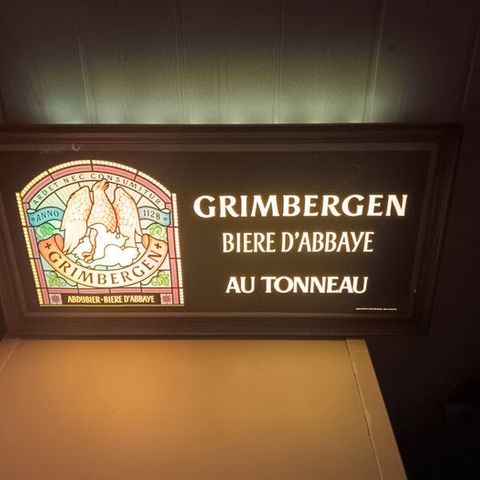 ARDET NEC CONSUMITUR
ANNO 1128
GRIMBERGEN
ABDIJBIER-BIERE D'ABBAYE
GRIMBERGEN
BIERE D'ABBAYE
AU TONNEAU